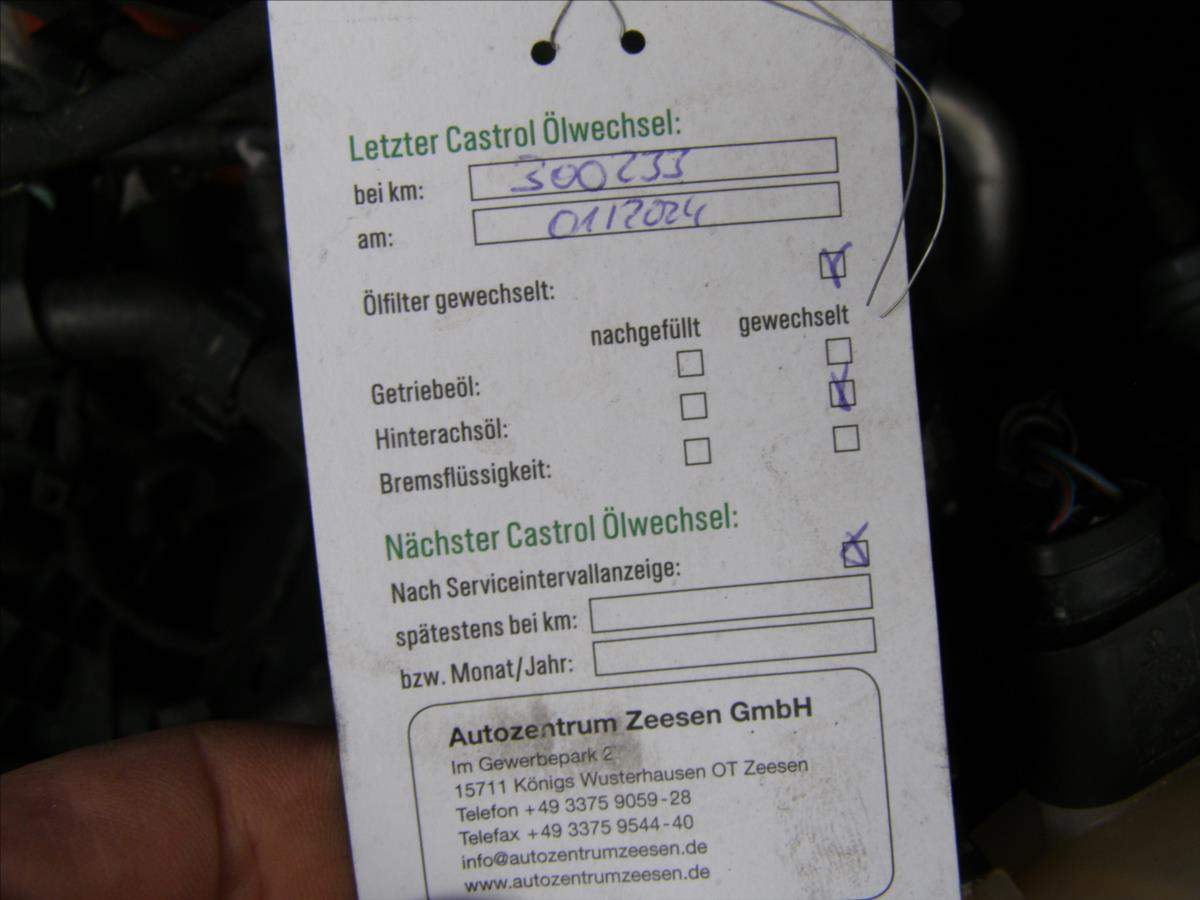 Letzter Castrol Ölwechsel:
bei km: 300233
am: 01/2024
Ölfilter gewechselt:
nachgefüllt gewechselt
Getriebeöl:
Hinterachsöl:
Bremsflüssigkeit:
Nächster Castrol Ölwechsel:
Nach Serviceintervallanzeige:
spätestens bei km:
bzw. Monat/Jahr:
Autozentrum Zeesen GmbH
Im Gewerbepark 2
15711 Königs Wusterhausen OT Zeesen
Telefon +49 3375 9059-28
Telefax +49 3375 9544-40
info@autozentrumzeesen.de
www.autozentrumzeesen.de